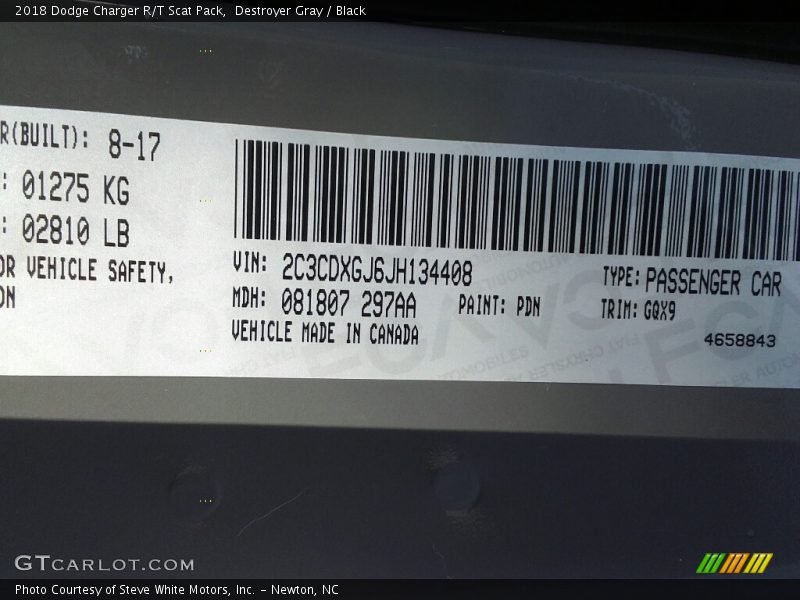 2018 Dodge Charger R/T Scat Pack, Destroyer Gray / Black
R(BUILT): 8-17
: 01275 KG
: 02810 LB
OR VEHICLE SAFETY,
ON
VIN: 2C3CDXGJ6JH134408
TYPE: PASSENGER CAR
MDH: 081807 297AA
PAINT: PDN
TRIM: GQX9
VEHICLE MADE IN CANADA
4658843
GTCARLOT.COM
Photo Courtesy of Steve White Motors, Inc. – Newton, NC